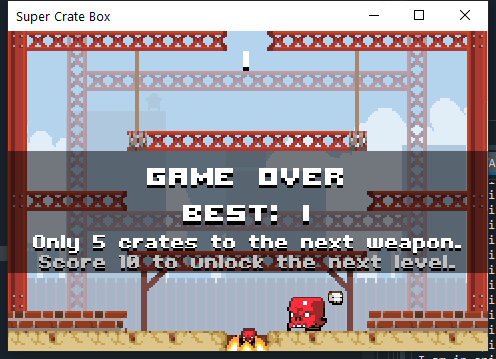 Super Crate Box
1
GAME OVER
BEST: 1
Only 5 crates to the next weapon.
Score 10 to unlock the next level.